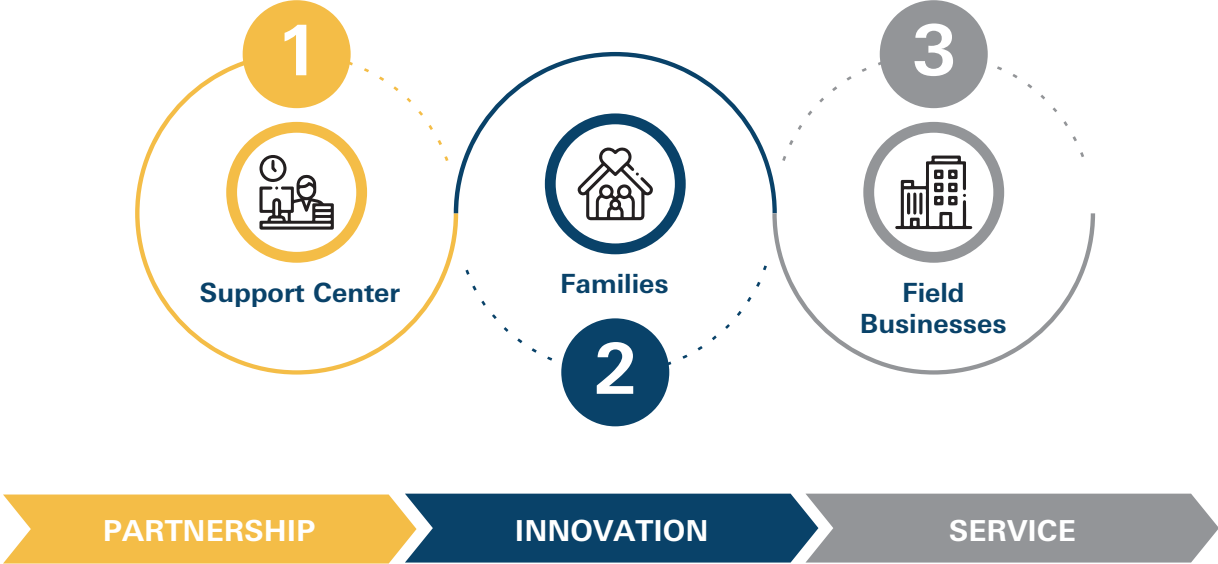 1
Support Center
Families
2
3
Field
Businesses
PARTNERSHIP
INNOVATION
SERVICE